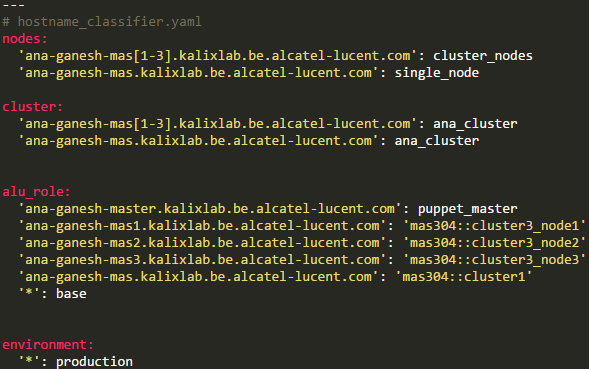 ---
# hostname_classifier.yaml
nodes:
  'ana-ganesh-mas[1-3].kalixlab.be.alcatel-lucent.com': cluster_nodes
  'ana-ganesh-mas.kalixlab.be.alcatel-lucent.com': single_node
cluster:
  'ana-ganesh-mas[1-3].kalixlab.be.alcatel-lucent.com': ana_cluster
  'ana-ganesh-mas.kalixlab.be.alcatel-lucent.com': ana_cluster
alu_role:
  'ana-ganesh-master.kalixlab.be.alcatel-lucent.com': puppet_master
  'ana-ganesh-mas1.kalixlab.be.alcatel-lucent.com': 'mas304::cluster3_node1'
  'ana-ganesh-mas2.kalixlab.be.alcatel-lucent.com': 'mas304::cluster3_node2'
  'ana-ganesh-mas3.kalixlab.be.alcatel-lucent.com': 'mas304::cluster3_node3'
  'ana-ganesh-mas.kalixlab.be.alcatel-lucent.com': 'mas304::cluster1'
  '*': base
environment:
  '*': production